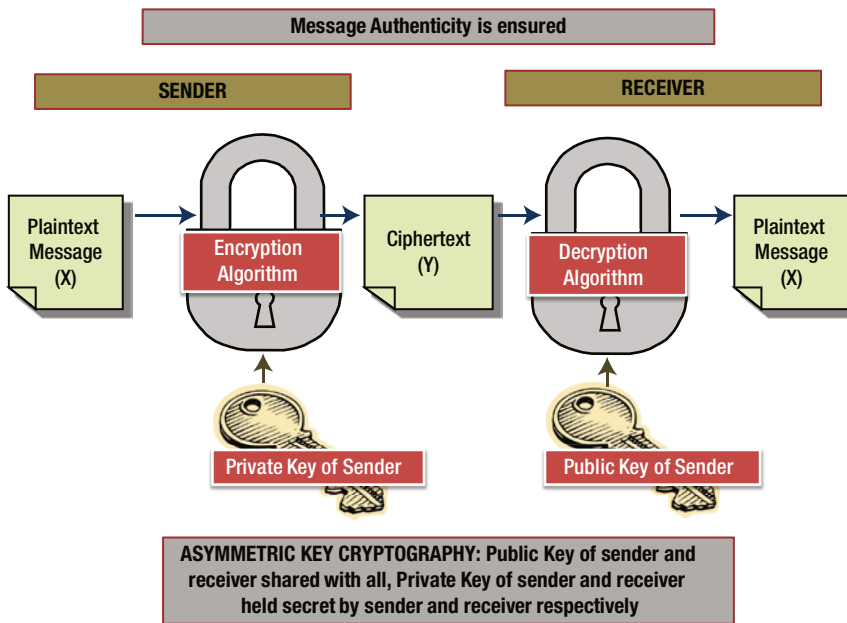 Message Authenticity is ensured
SENDER
RECEIVER
Plaintext
Message
(X)
Encryption
Algorithm
Ciphertext
(Y)
Decryption
Algorithm
Plaintext
Message
(X)
Private Key of Sender
Public Key of Sender
ASYMMETRIC KEY CRYPTOGRAPHY: Public Key of sender and
receiver shared with all, Private Key of sender and receiver
held secret by sender and receiver respectively